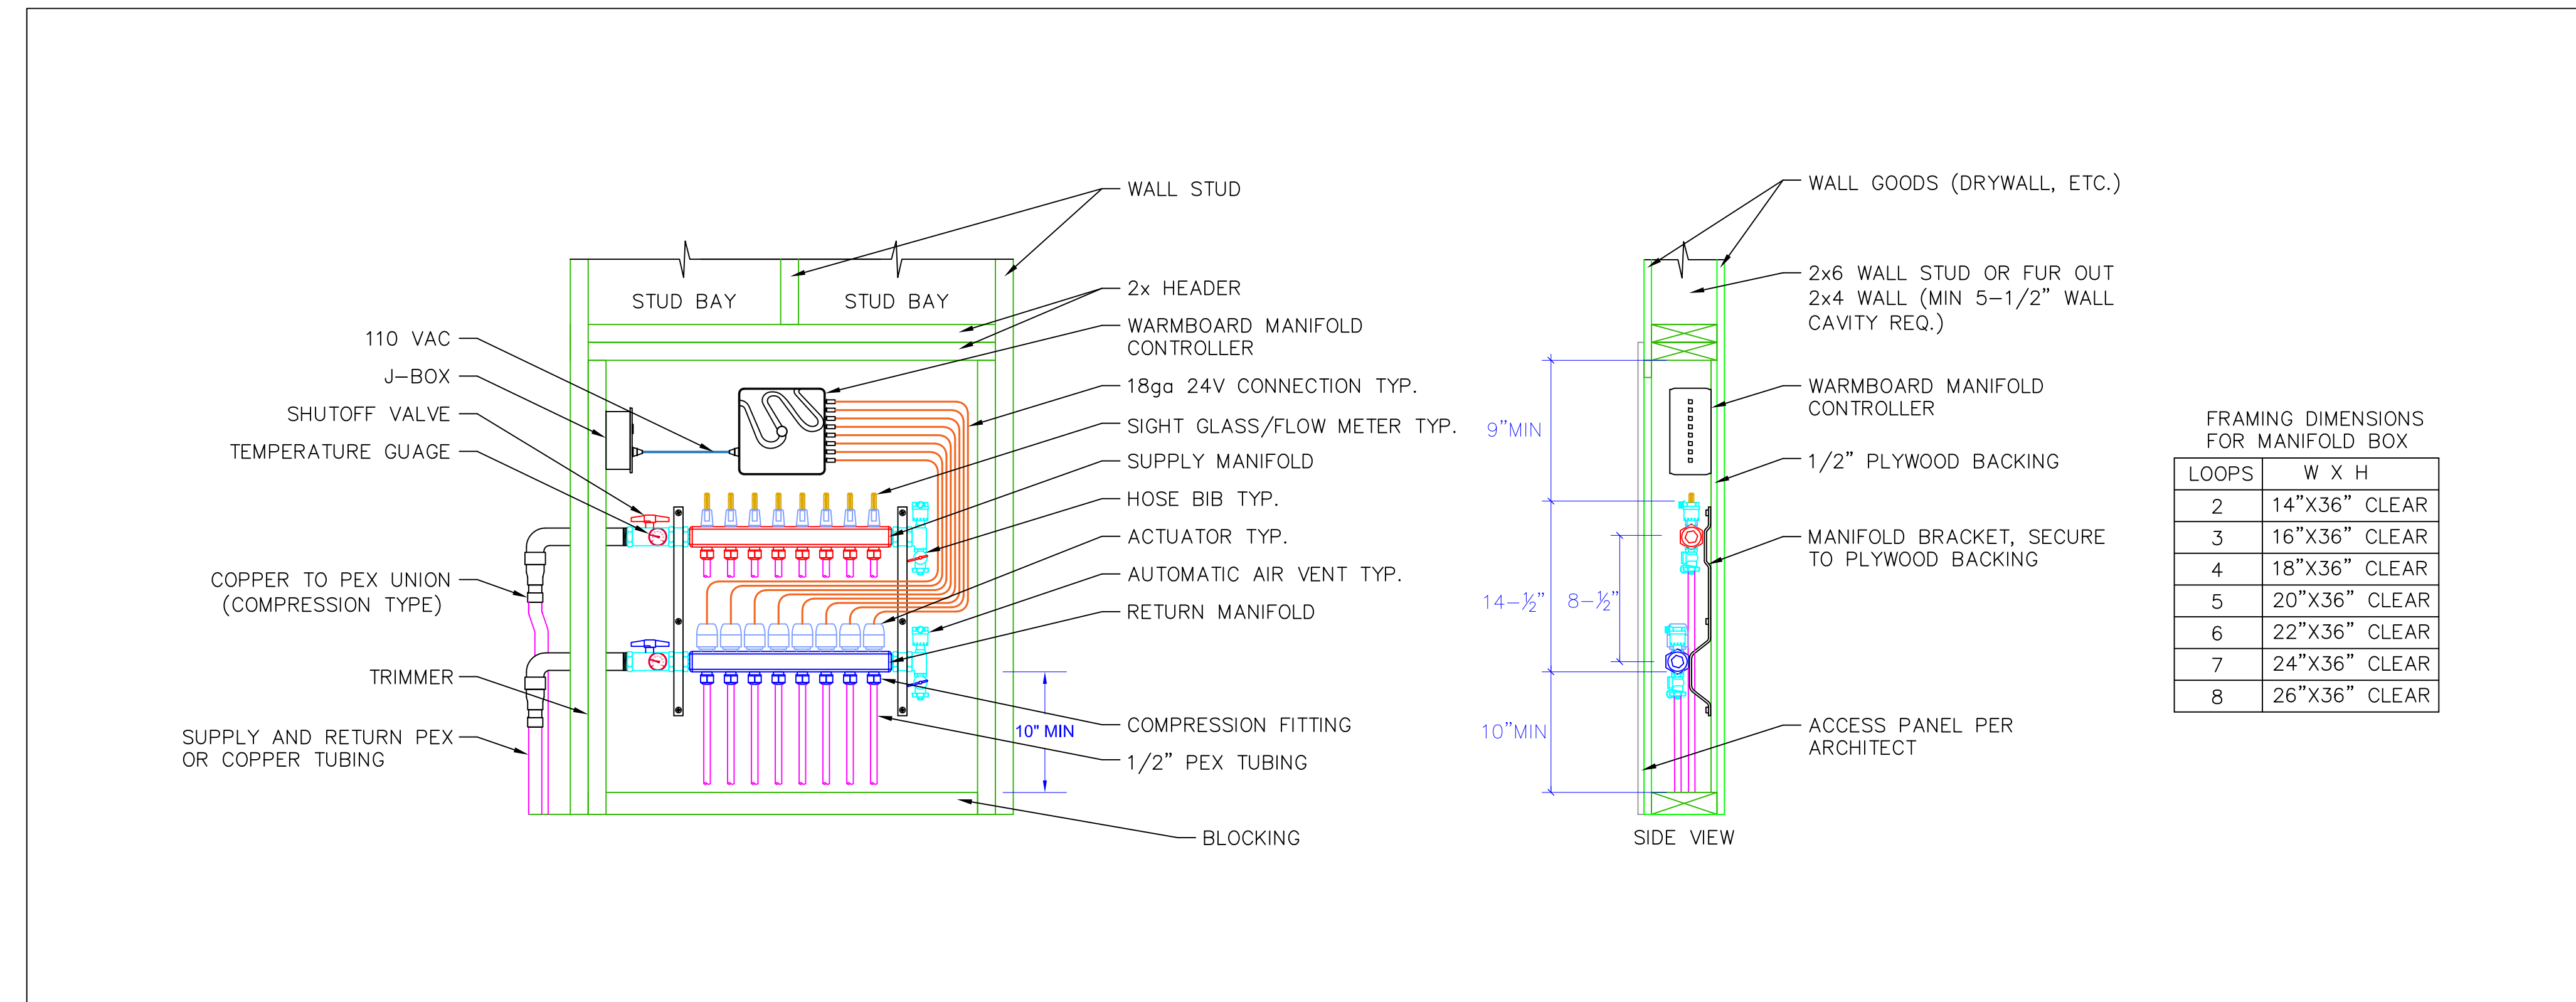 WALL STUD
STUD BAY
STUD BAY
2x HEADER
WARMBOARD MANIFOLD
CONTROLLER
110 VAC
J-BOX
SHUTOFF VALVE
TEMPERATURE GUAGE
18ga 24V CONNECTION TYP.
SIGHT GLASS/FLOW METER TYP.
SUPPLY MANIFOLD
HOSE BIB TYP.
ACTUATOR TYP.
AUTOMATIC AIR VENT TYP.
RETURN MANIFOLD
COPPER TO PEX UNION
(COMPRESSION TYPE)
TRIMMER
SUPPLY AND RETURN PEX
OR COPPER TUBING
10" MIN
COMPRESSION FITTING
1/2" PEX TUBING
BLOCKING
WALL GOODS (DRYWALL, ETC.)
2x6 WALL STUD OR FUR OUT
2x4 WALL (MIN 5-1/2" WALL
CAVITY REQ.)
9"MIN
14-½"
8-½"
10"MIN
WARMBOARD MANIFOLD
CONTROLLER
1/2" PLYWOOD BACKING
MANIFOLD BRACKET, SECURE
TO PLYWOOD BACKING
ACCESS PANEL PER
ARCHITECT
SIDE VIEW
FRAMING DIMENSIONS
FOR MANIFOLD BOX
LOOPS W X H
2 14"X36" CLEAR
3 16"X36" CLEAR
4 18"X36" CLEAR
5 20"X36" CLEAR
6 22"X36" CLEAR
7 24"X36" CLEAR
8 26"X36" CLEAR